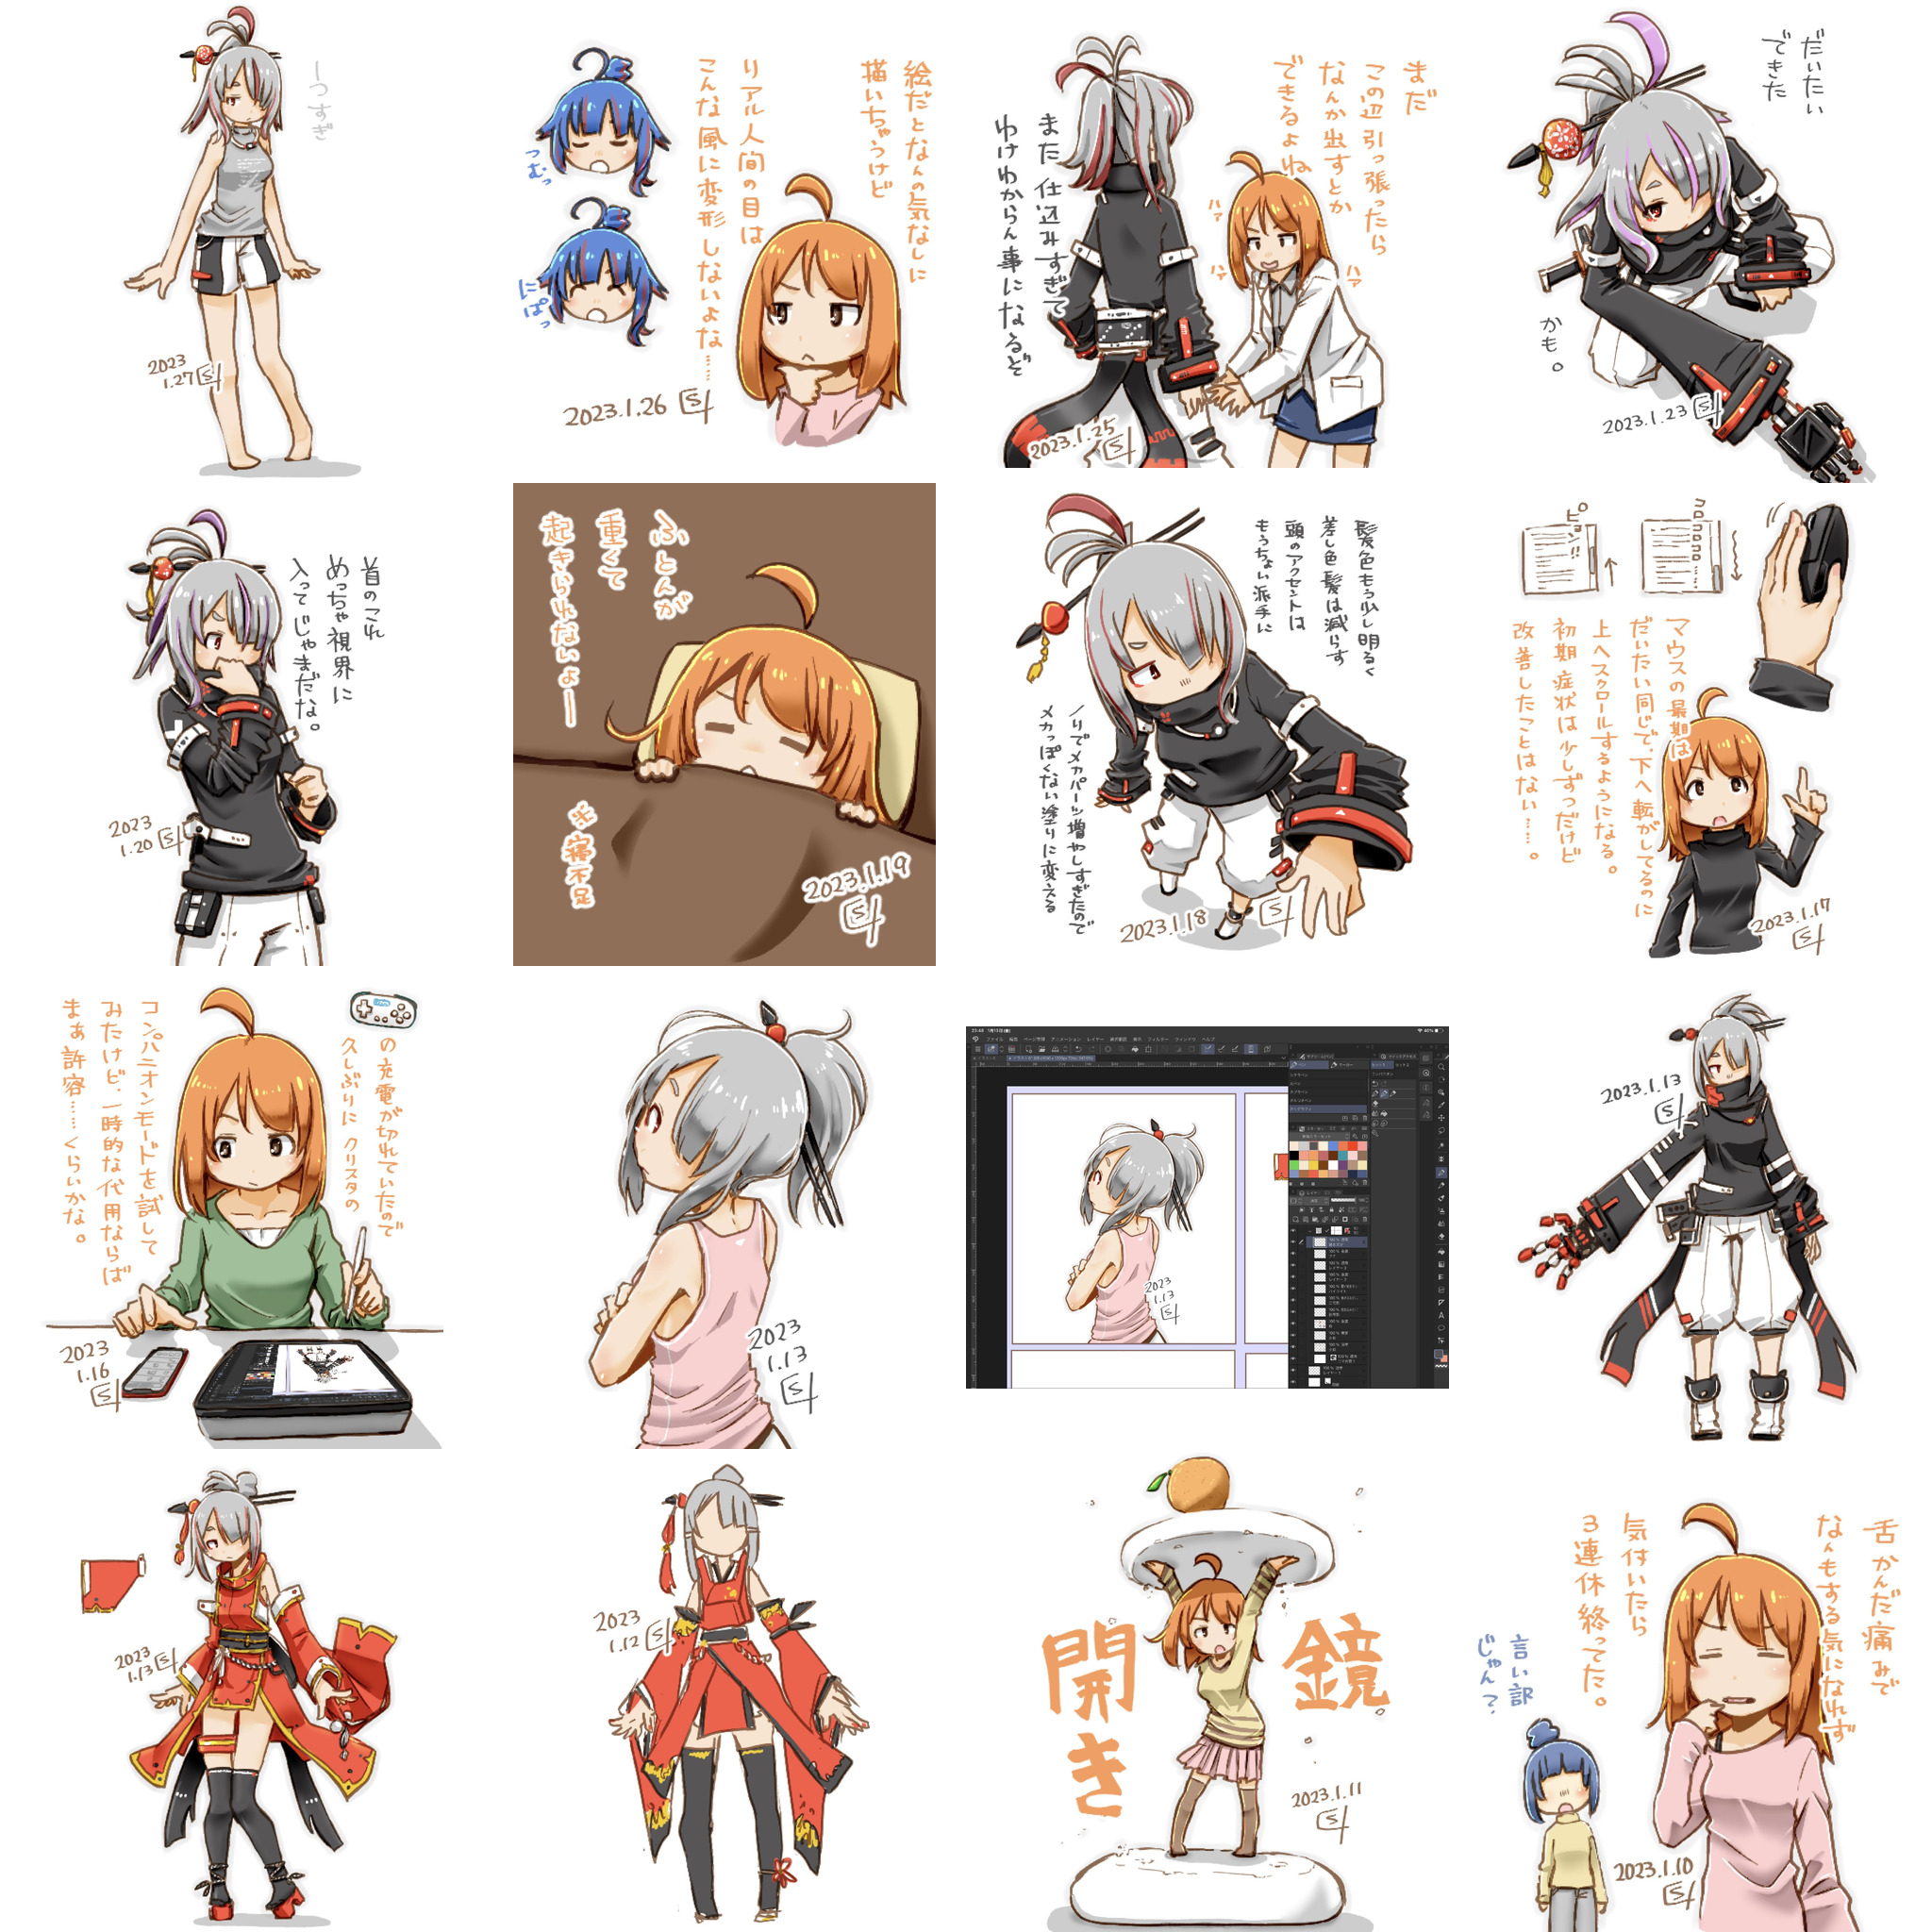 一つすぎ
2023
1.27
絵だとなんの気なしに
描いちゃうけど
リアル人間の目は
こんな風に変形しないよな……
つむっ
にぱっ
2023.1.26
まだ
この辺引っ張ったら
なんか出すとか
できるよね
ハァ
ハァ
ハァ
また仕込みすぎて
わけわからん事になるぞ
2023.1.25
だいたい
できた
かも。
2023.1.23
首のこれ
めっちゃ視界に
入ってじゃまだな。
2023
1.20
ふとんが
重くて
起きられないよー
※寝不足
2023.1.19
髪色もう少し明るく
差し色髪は減らす
頭のアクセントは
もうちょい派手に
ノリでメカパーツ増やしすぎたので
メカっぽくない塗りに変える
2023.1.18
ピョン!!
nanana…
マウスの最期は
だいたい同じで、下へ転がしてるのに
上へスクロールするようになる。
初期症状は少しずつだけど
改善したことはない……。
2023.1.17
の充電が切れていたので
久しぶりにクリスタの
コンパニオンモードを試して
みたけど、一時的な代用ならば
まぁ許容……くらいかな。
2023
1.16
2023
1.13
2023
1.13
2023.1.13
2023
1.13
2023
1.12
鏡
開き
2023.1.11
舌かんだ痛みで
なんもする気になれず
気付いたら
3連休終ってた。
言い訳
じゃん?
2023.1.10